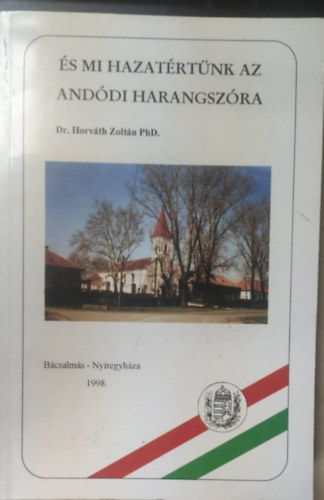 ÉS MI HAZATÉRTÜNK AZ
ANDÓDI HARANGSZÓRA
Dr. Horváth Zoltán PhD.
Bácsalmás - Nyíregyháza
1998.